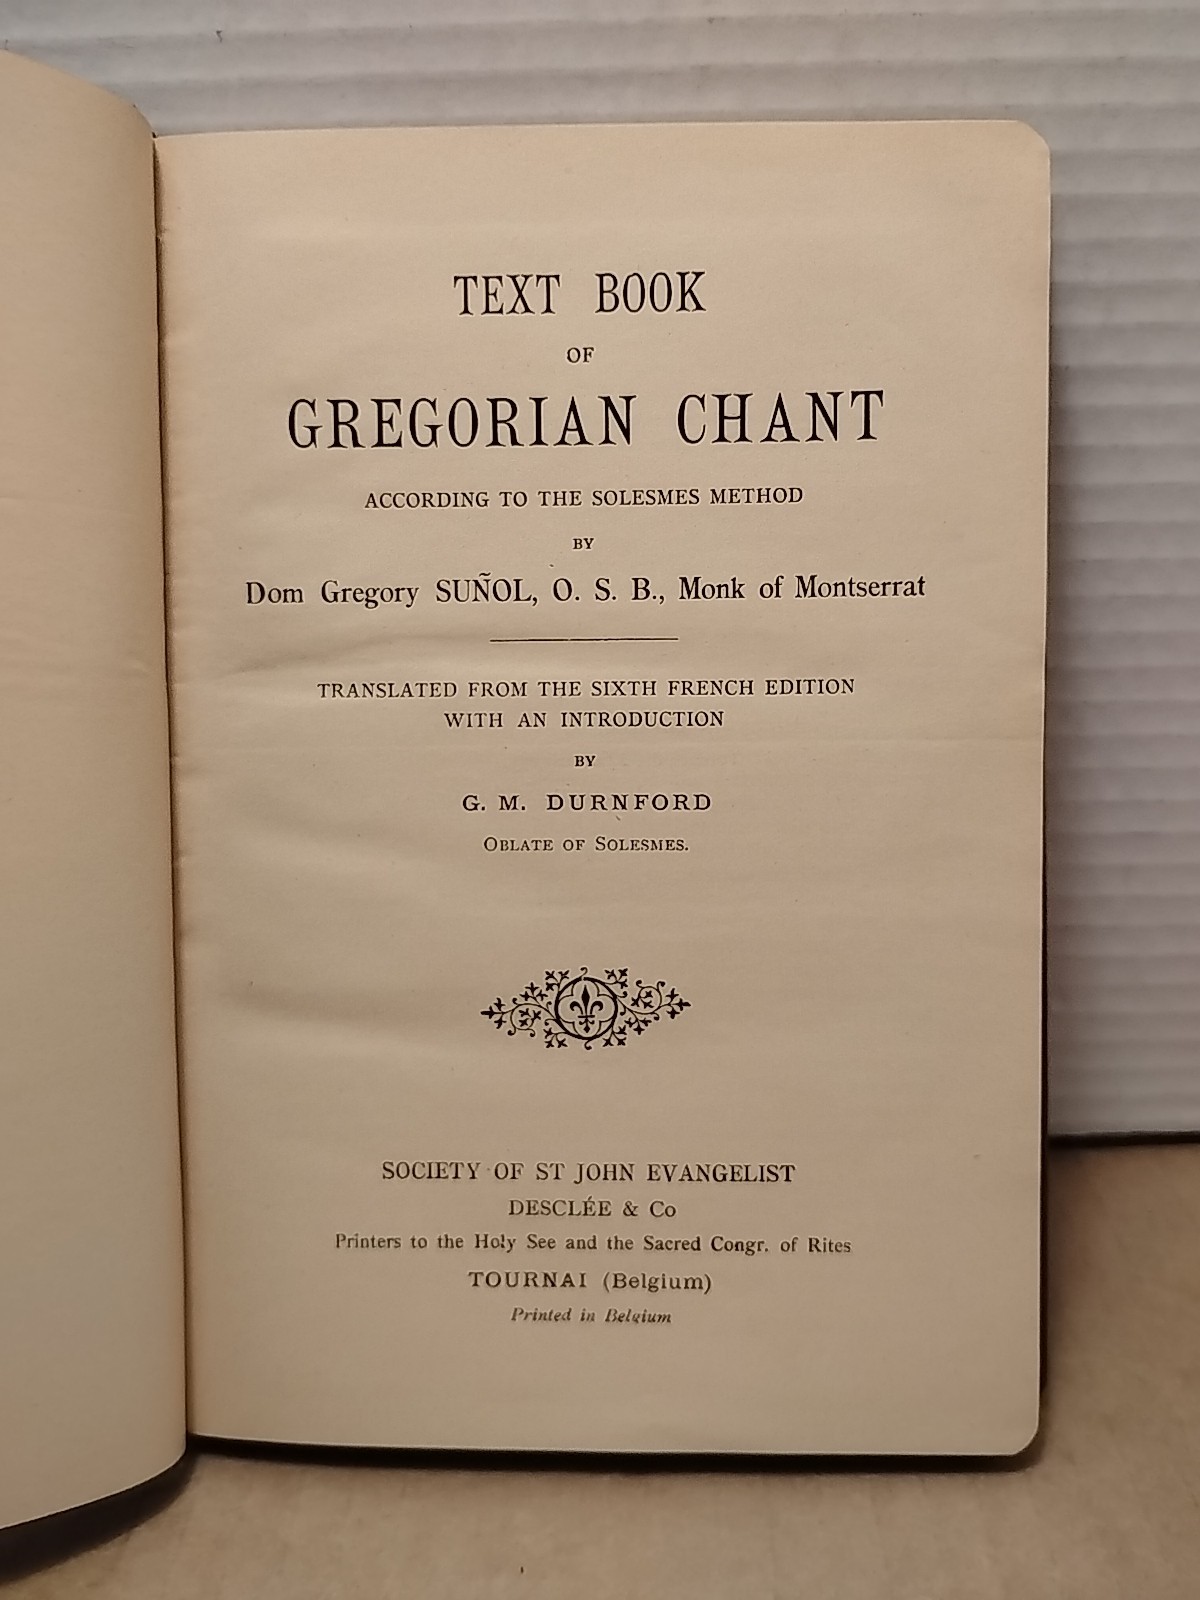 TEXT BOOK
OF
GREGORIAN CHANT
ACCORDING TO THE SOLESMES METHOD
BY
Dom Gregory SUÑOL, O. S. B., Monk of Montserrat
TRANSLATED FROM THE SIXTH FRENCH EDITION
WITH AN INTRODUCTION
BY
G. M. DURNFORD
OBLATE OF SOLESMES.
SOCIETY OF ST JOHN EVANGELIST
DESCLÉE & Co
Printers to the Holy See and the Sacred Congr. of Rites
TOURNAI (Belgium)
Printed in Belgium